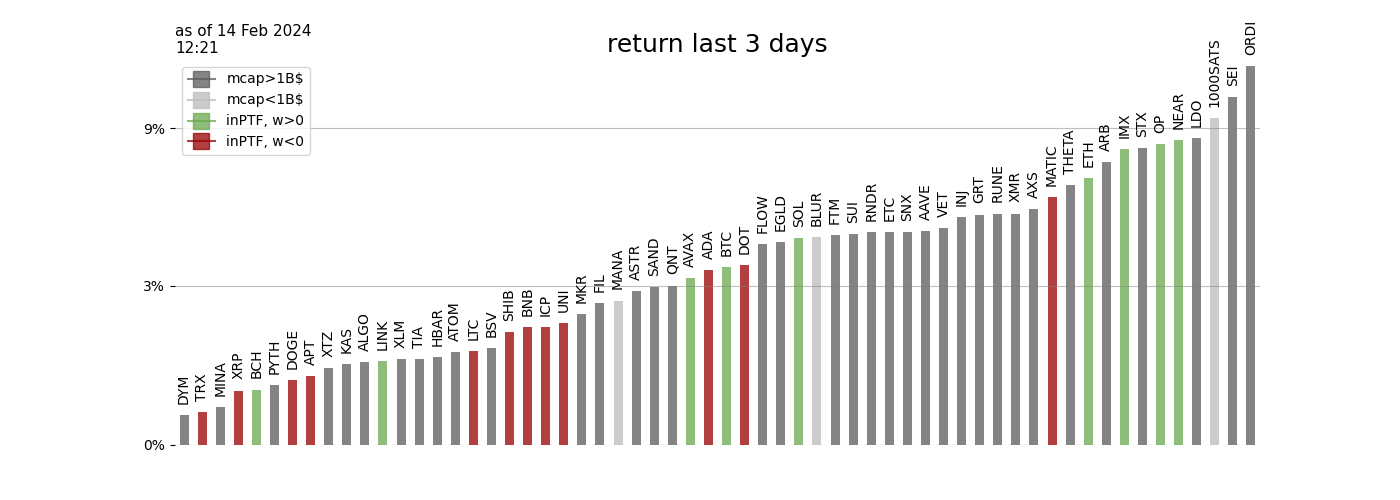 as of 14 Feb 2024
12:21
return last 3 days
mcap>1B$
mcap<1B$
inPTF, w>0
inPTF, w<0
9%
3%
0%
DYM
TRX
MINA
XRP
BCH
PYTH
DOGE
APT
XTZ
KAS
ALGO
LINK
XLM
TIA
HBAR
ATOM
LTC
BSV
SHIB
BNB
ICP
UNI
MKR
FIL
MANA
ASTR
SAND
QNT
AVAX
ADA
BTC
DOT
FLOW
EGLD
SOL
BLUR
FTM
SUI
RNDR
ETC
SNX
AAVE
VET
INJ
GRT
RUNE
XMR
AXS
MATIC
THETA
ETH
ARB
IMX
STX
OP
NEAR
LDO
1000SATS
SEI
ORDI